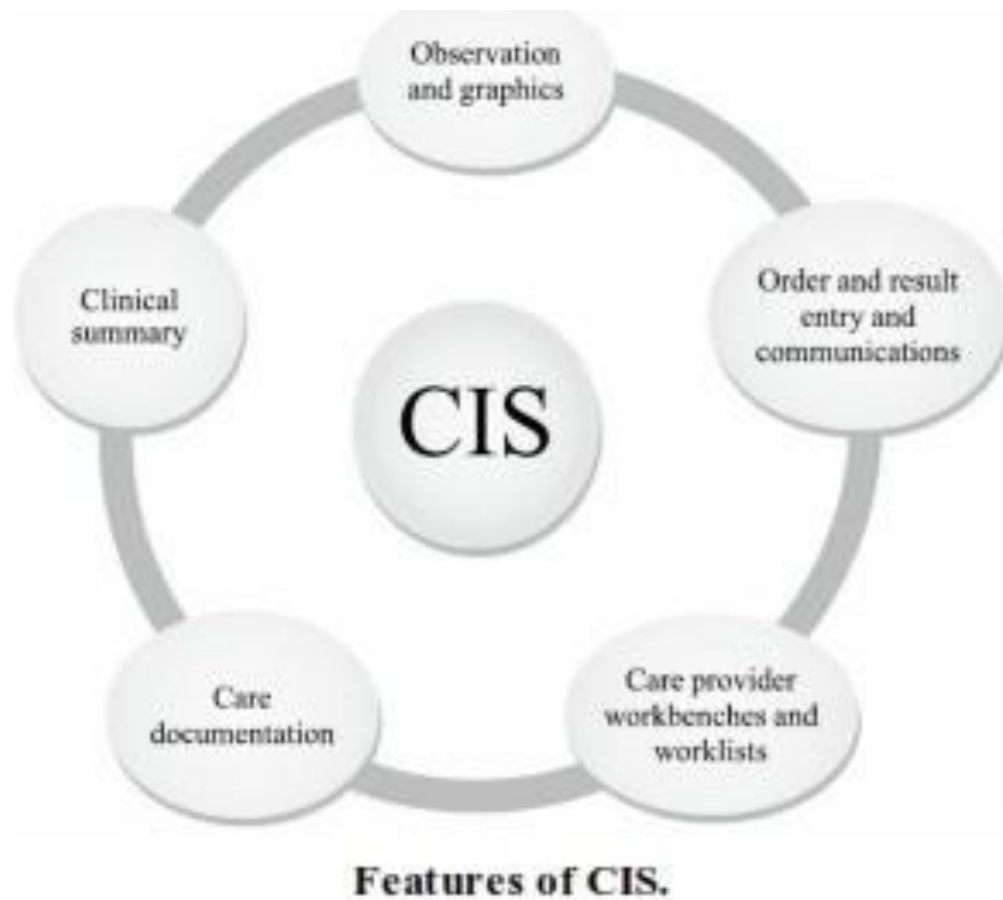 Observation
and graphics
Order and result
entry and
communications
Clinical
summary
CIS
Care provider
workbenches and
worklists
Care
documentation
Features of CIS.